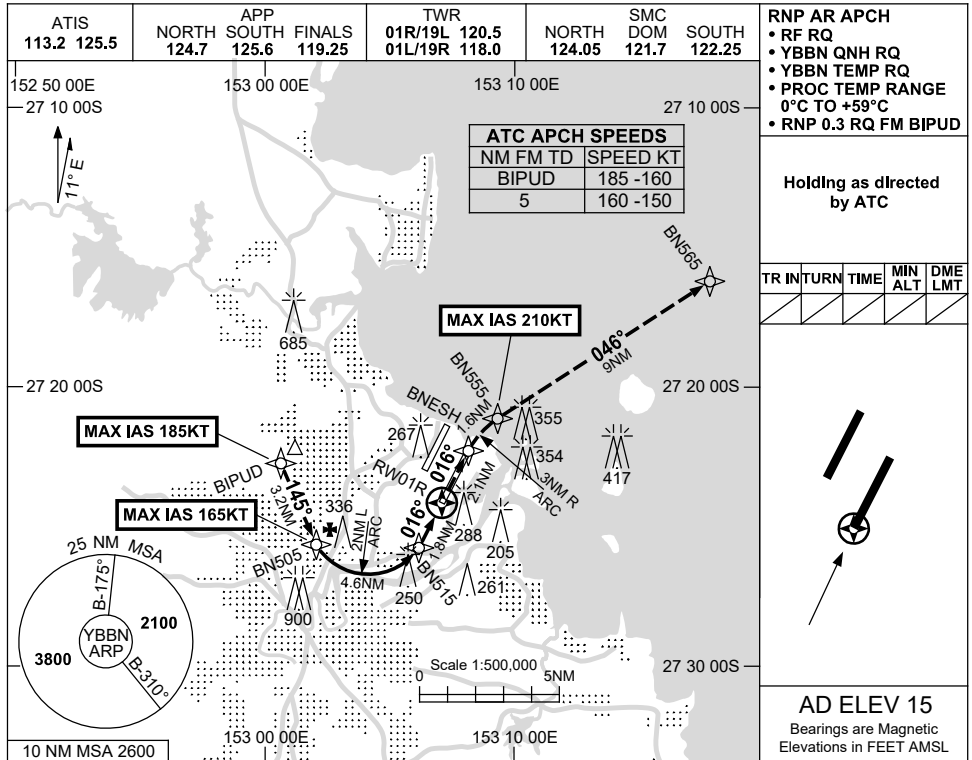 ATIS
113.2 125.5
APP
NORTH SOUTH FINALS
124.7 125.6 119.25
TWR
01R/19L 120.5
01L/19R 118.0
SMC
NORTH DOM SOUTH
124.05 121.7 122.25
RNP AR APCH
• RF RQ
• YBBN QNH RQ
• YBBN TEMP RQ
• PROC TEMP RANGE
0°C TO +59°C
• RNP 0.3 RQ FM BIPUD
Holding as directed
by ATC
TR IN TURN TIME MIN ALT DME LMT
152 50 00E
153 00 00E
153 10 00E
27 10 00S
27 10 00S
11° E
ATC APCH SPEEDS
NM FM TD SPEED KT
BIPUD 185 -160
5 160 -150
BN565
685
MAX IAS 210KT
046°
9NM
27 20 00S
27 20 00S
BN555
BNESH
1.6NM
355
354
417
267
MAX IAS 185KT
BIPUD
145°
3.2NM
RW01R
016°
2.1NM
3NM R
ARC
MAX IAS 165KT
336
2NM L
ARC
016°
1.8NM
288
205
BN505
4.6NM
BN515
250
261
900
25 NM MSA
B-175°
YBBN
ARP
2100
3800
B-310°
Scale 1:500,000
0 5NM
27 30 00S
153 00 00E
153 10 00E
10 NM MSA 2600
AD ELEV 15
Bearings are Magnetic
Elevations in FEET AMSL